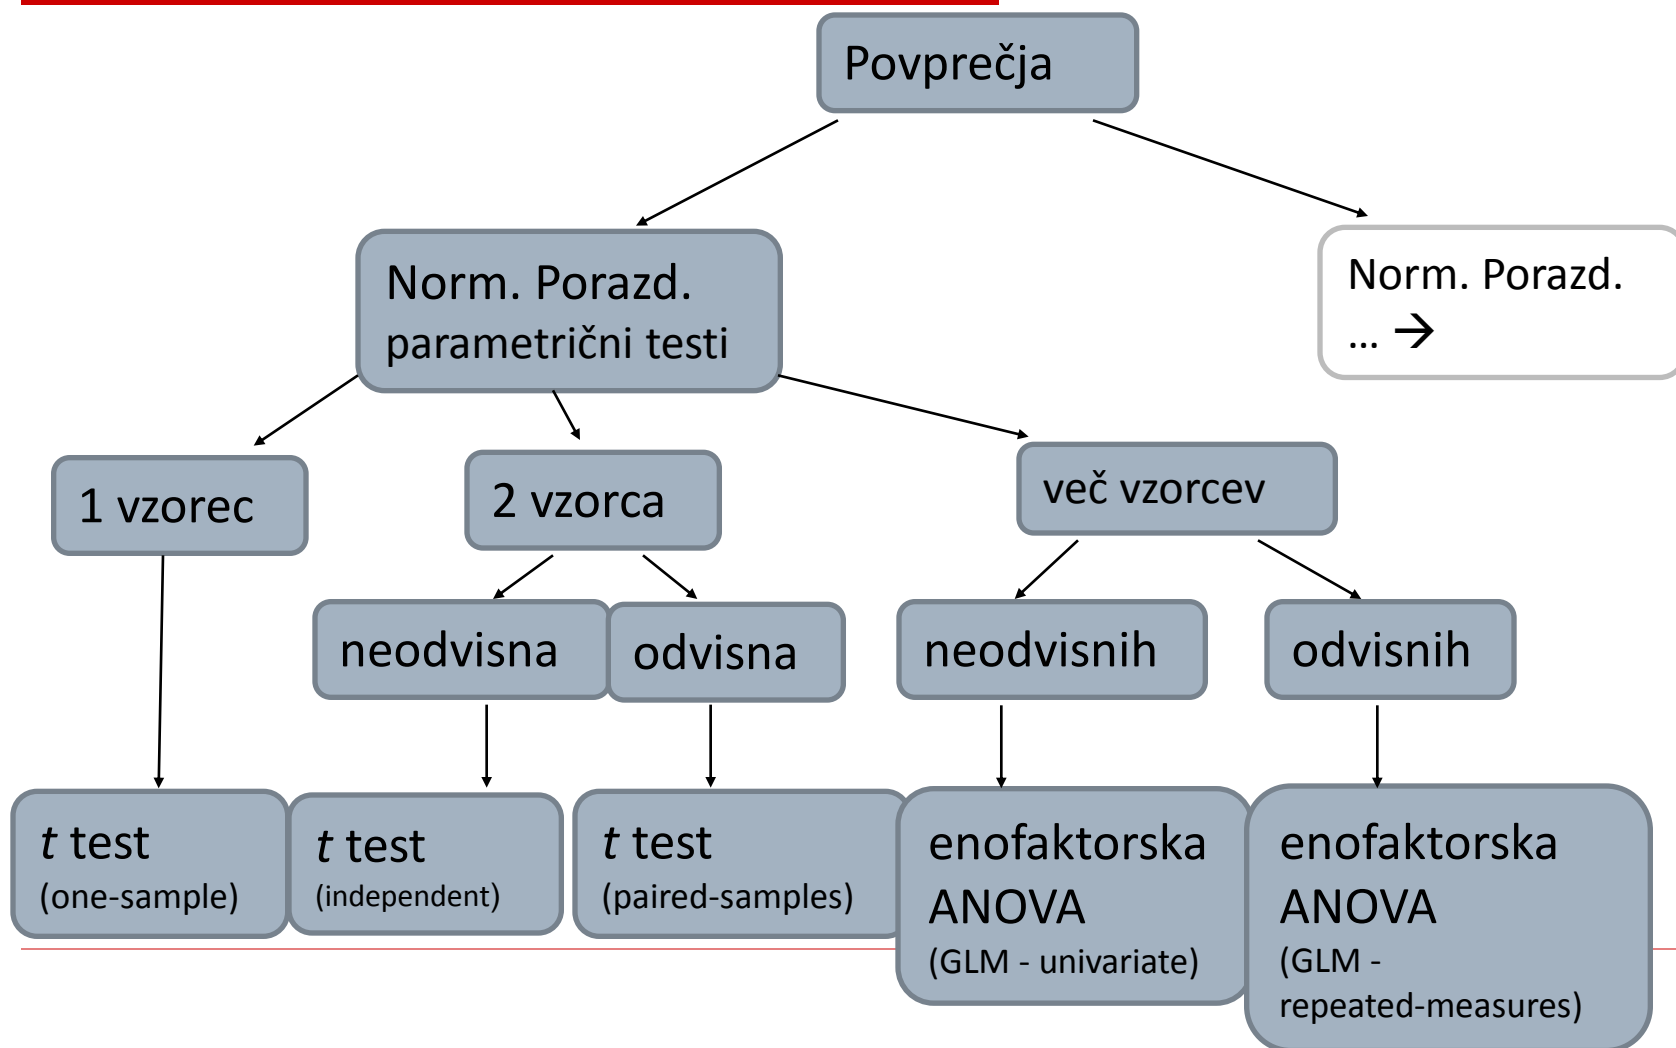 Povprečja
Norm. Porazd.
parametrični testi
Norm. Porazd.
... →
1 vzorec
2 vzorca
več vzorcev
neodvisna
odvisna
neodvisnih
odvisnih
t test
(one-sample)
t test
(independent)
t test
(paired-samples)
enofaktorska
ANOVA
(GLM - univariate)
enofaktorska
ANOVA
(GLM -
repeated-measures)